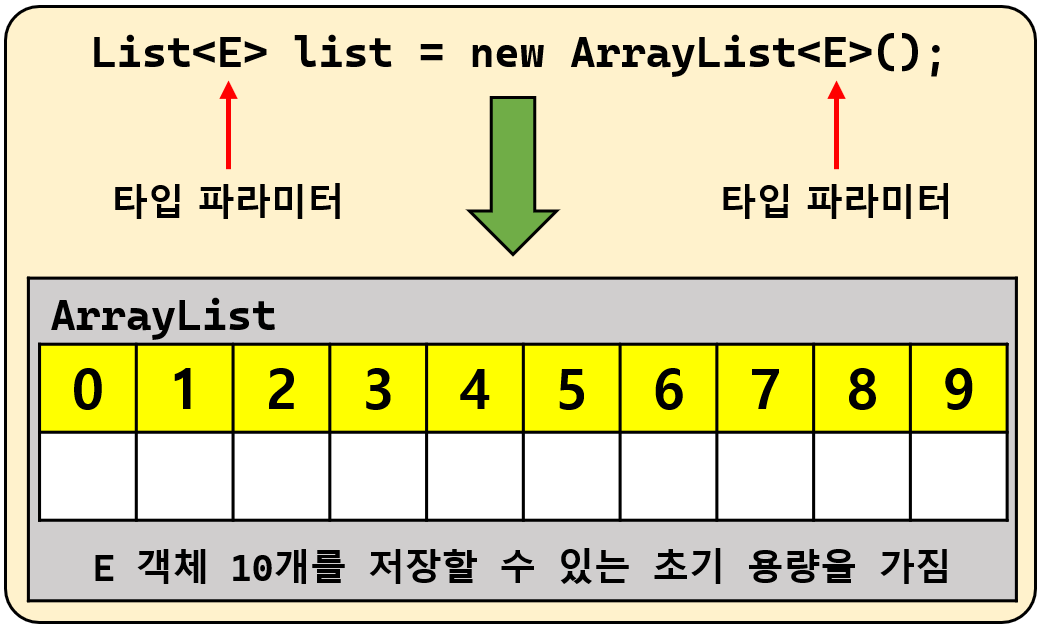 List<E> list = new ArrayList<E>();
타입 파라미터 타입 파라미터
ArrayList
0 1 2 3 4 5 6 7 8 9
E 객체 10개를 저장할 수 있는 초기 용량율 가짐